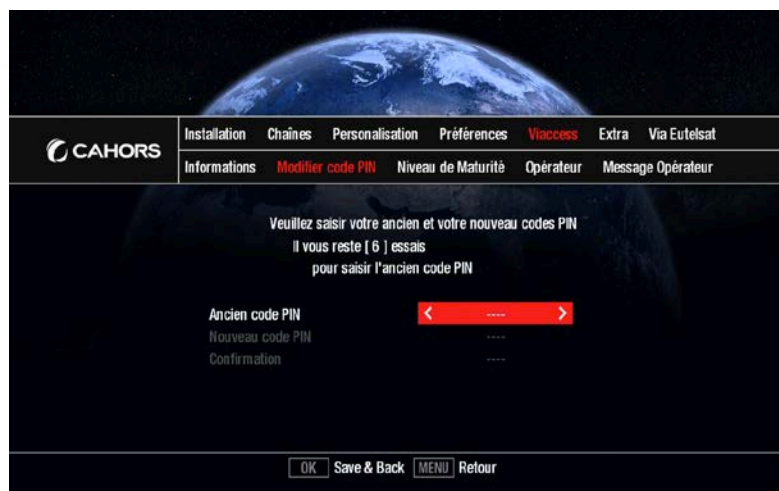 CAHORS
Installation Chaînes Personalisation Préférences Viaccess Extra Via Eutelsat
Informations Modifier code PIN Niveau de Maturité Opérateur Message Opérateur
Veuillez saisir votre ancien et votre nouveau codes PIN
Il vous reste [ 6 ] essais
pour saisir l'ancien code PIN
Ancien code PIN < ---- >
Nouveau code PIN ----
Confirmation ----
OK Save & Back MENU Retour